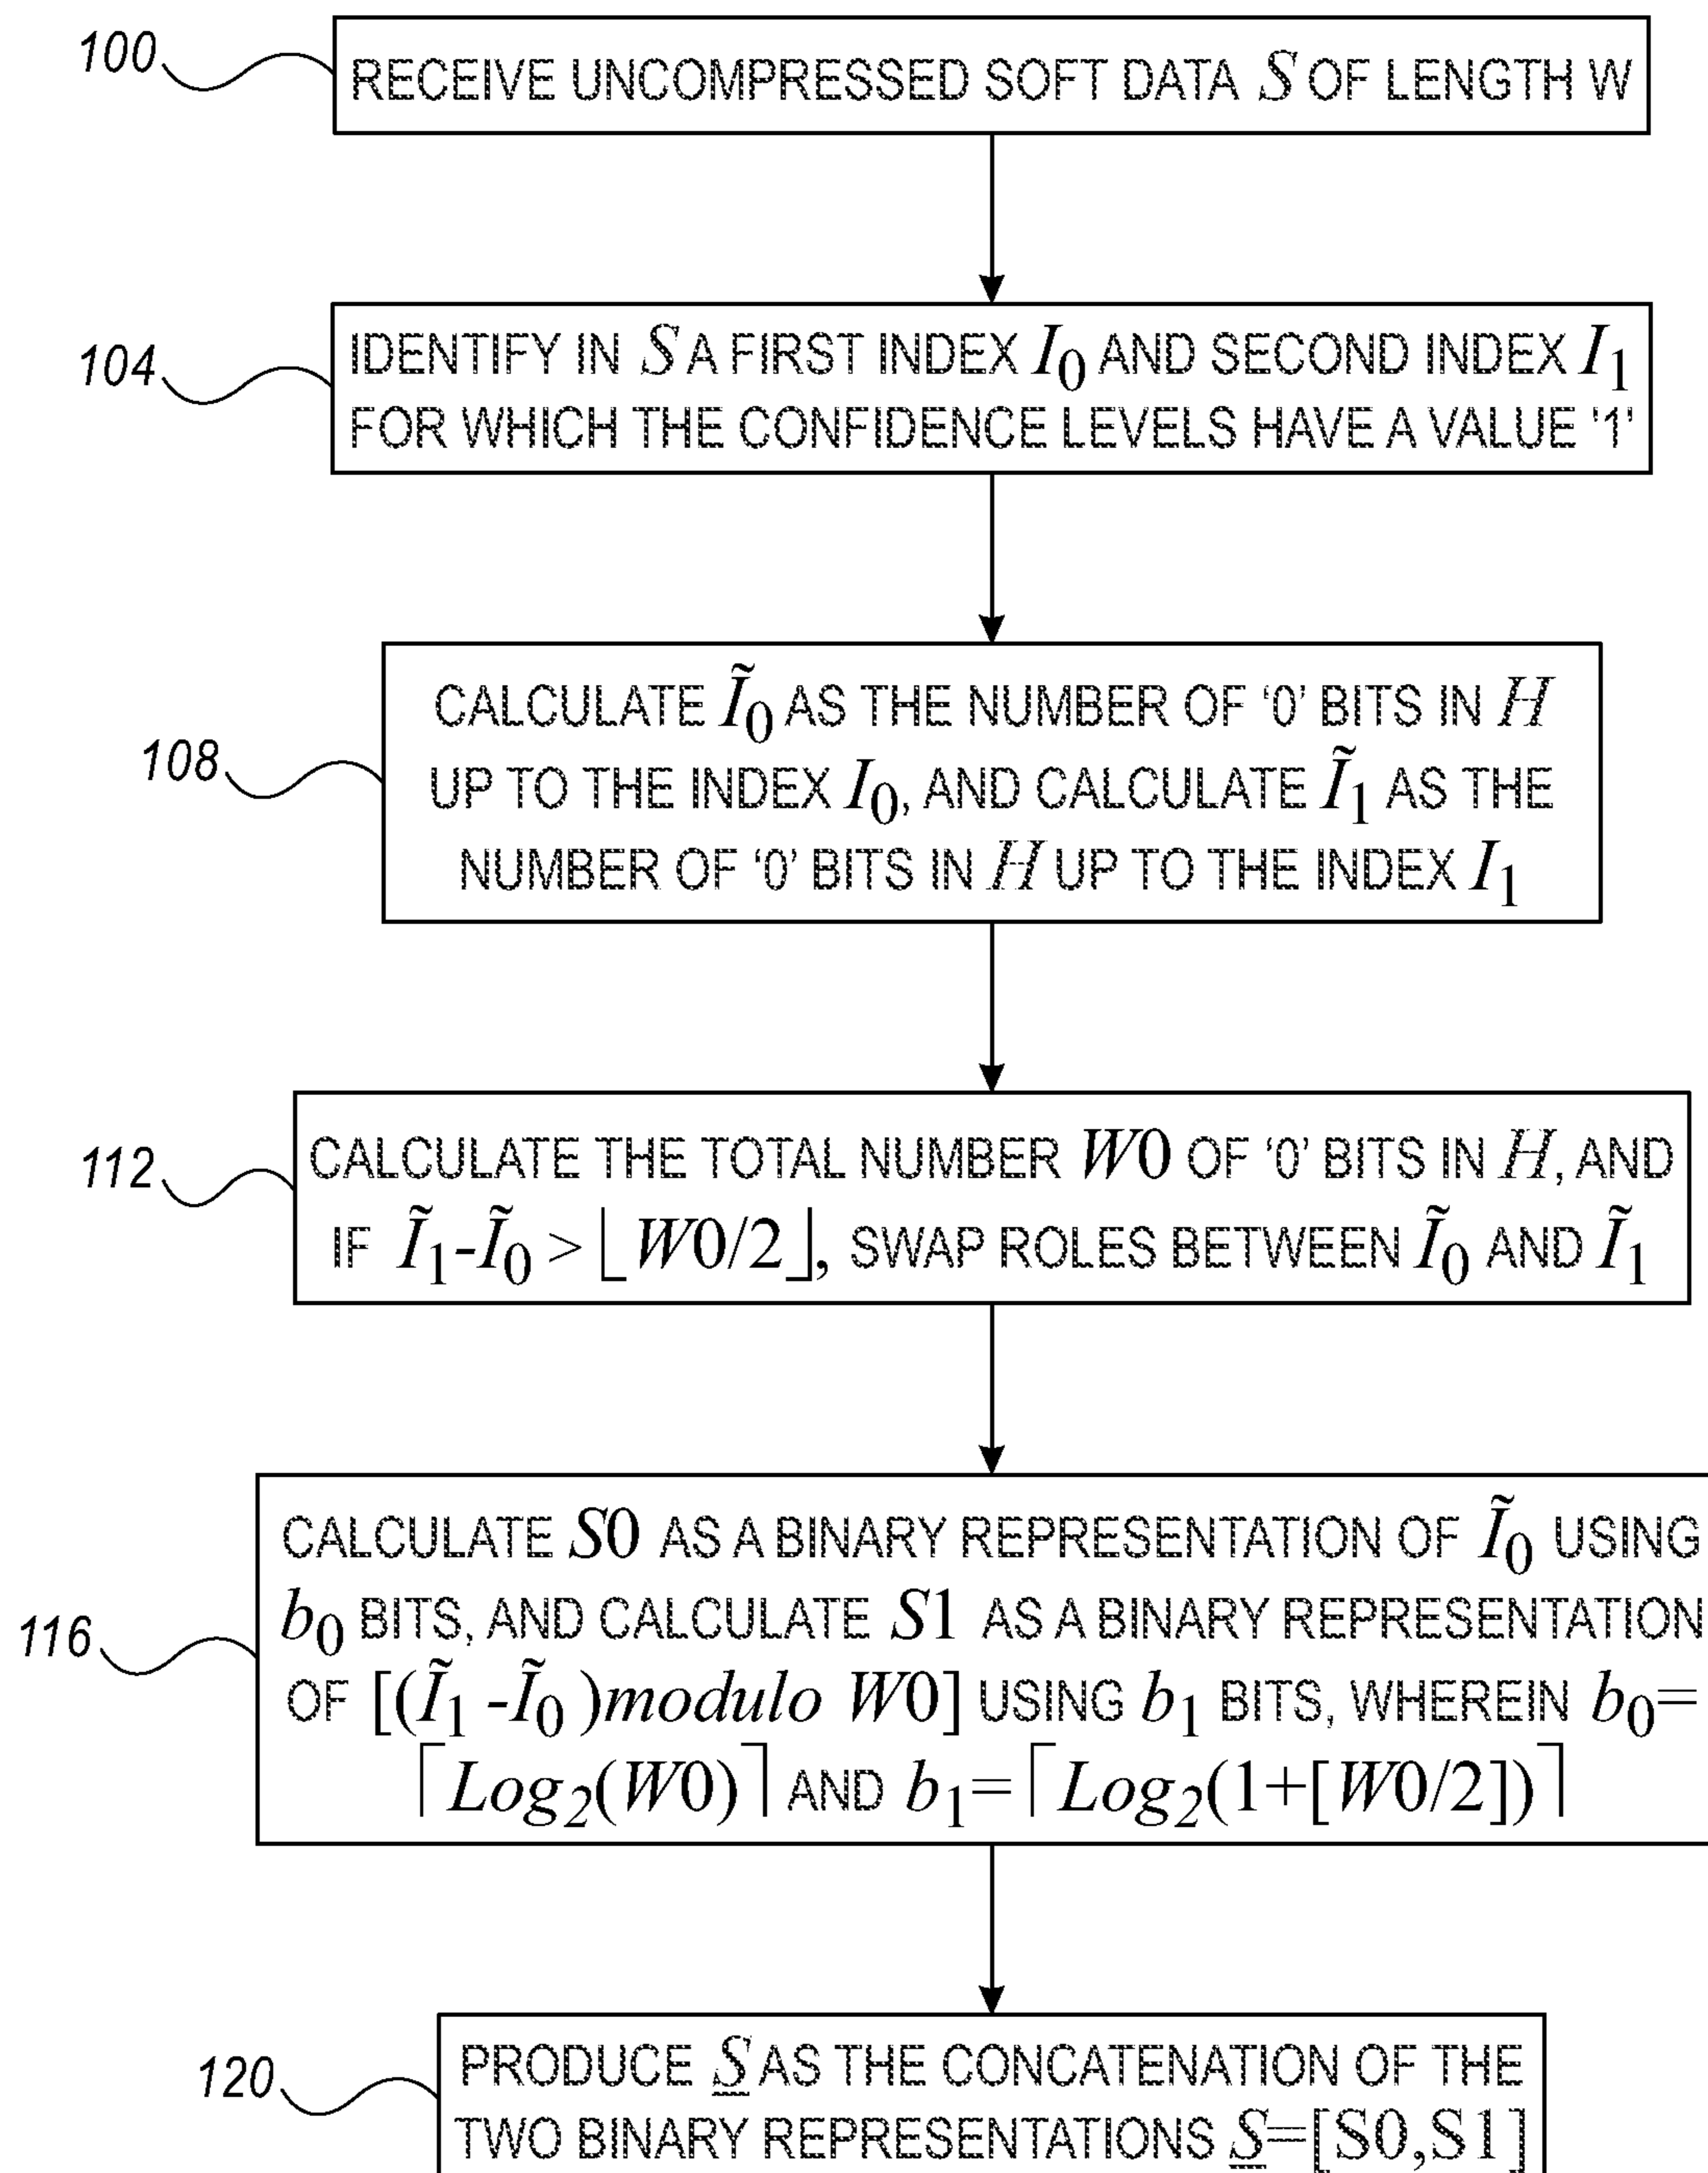 100
RECEIVE UNCOMPRESSED SOFT DATA S OF LENGTH W
104
IDENTIFY IN S A FIRST INDEX I₀ AND SECOND INDEX I₁
FOR WHICH THE CONFIDENCE LEVELS HAVE A VALUE '1'
108
CALCULATE Ĩ₀ AS THE NUMBER OF '0' BITS IN H
UP TO THE INDEX I₀, AND CALCULATE Ĩ₁ AS THE
NUMBER OF '0' BITS IN H UP TO THE INDEX I₁
112
CALCULATE THE TOTAL NUMBER W0 OF '0' BITS IN H, AND
IF Ĩ₁-Ĩ₀ > ⌊W0/2⌋, SWAP ROLES BETWEEN Ĩ₀ AND Ĩ₁
116
CALCULATE S0 AS A BINARY REPRESENTATION OF Ĩ₀ USING
b₀ BITS, AND CALCULATE S1 AS A BINARY REPRESENTATION
OF [(Ĩ₁ -Ĩ₀ )modulo W0] USING b₁ BITS, WHEREIN b₀=
⌈Log₂(W0)⌉ AND b₁=⌈Log₂(1+[W0/2])⌉
120
PRODUCE S̲ AS THE CONCATENATION OF THE
TWO BINARY REPRESENTATIONS S̲=[S0,S1]